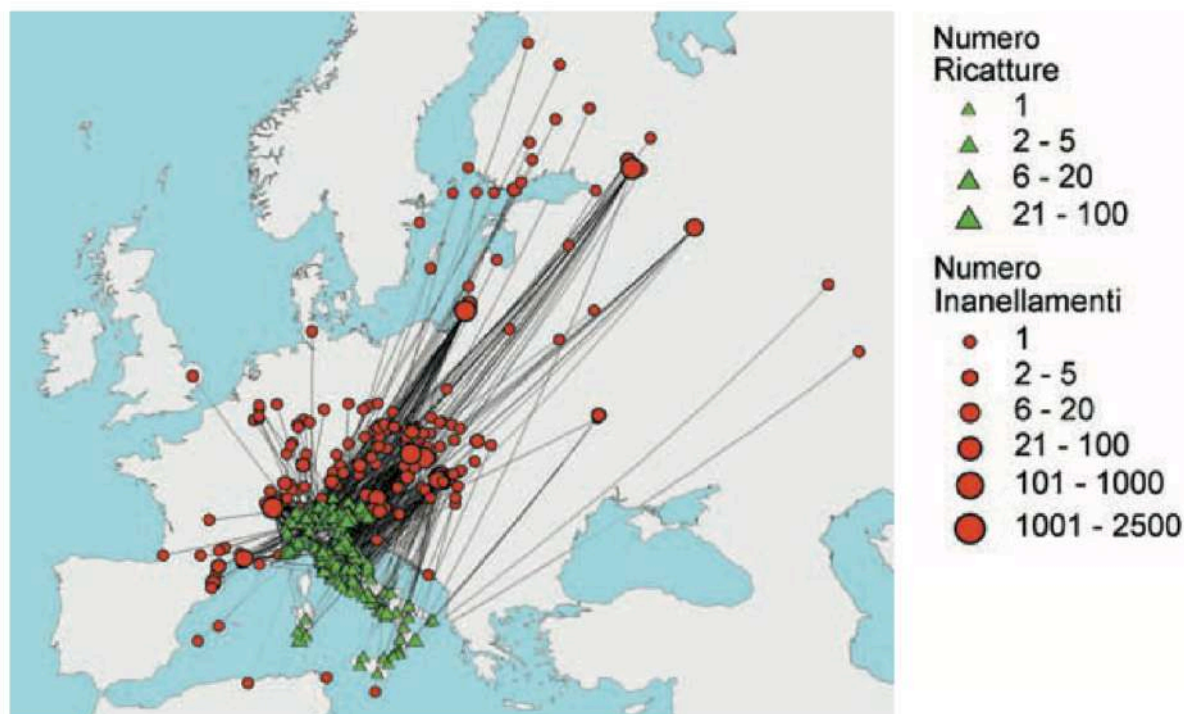 Numero
Ricatture
1
2 - 5
6 - 20
21 - 100
Numero
Inanellamenti
1
2 - 5
6 - 20
21 - 100
101 - 1000
1001 - 2500